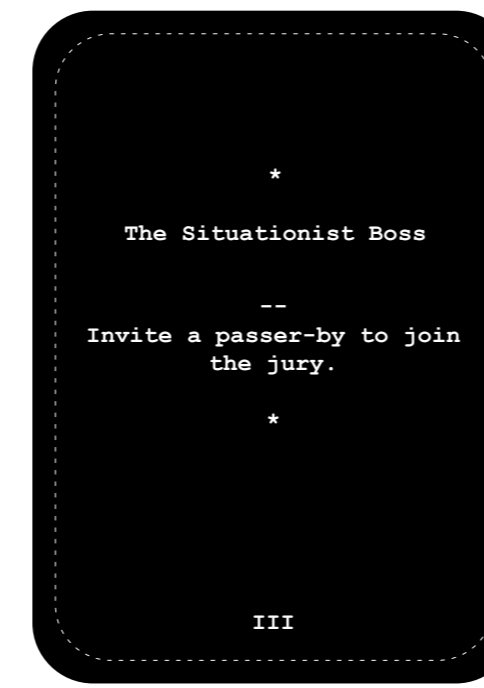 *
The Situationist Boss
--
Invite a passer-by to join
the jury.
*
III